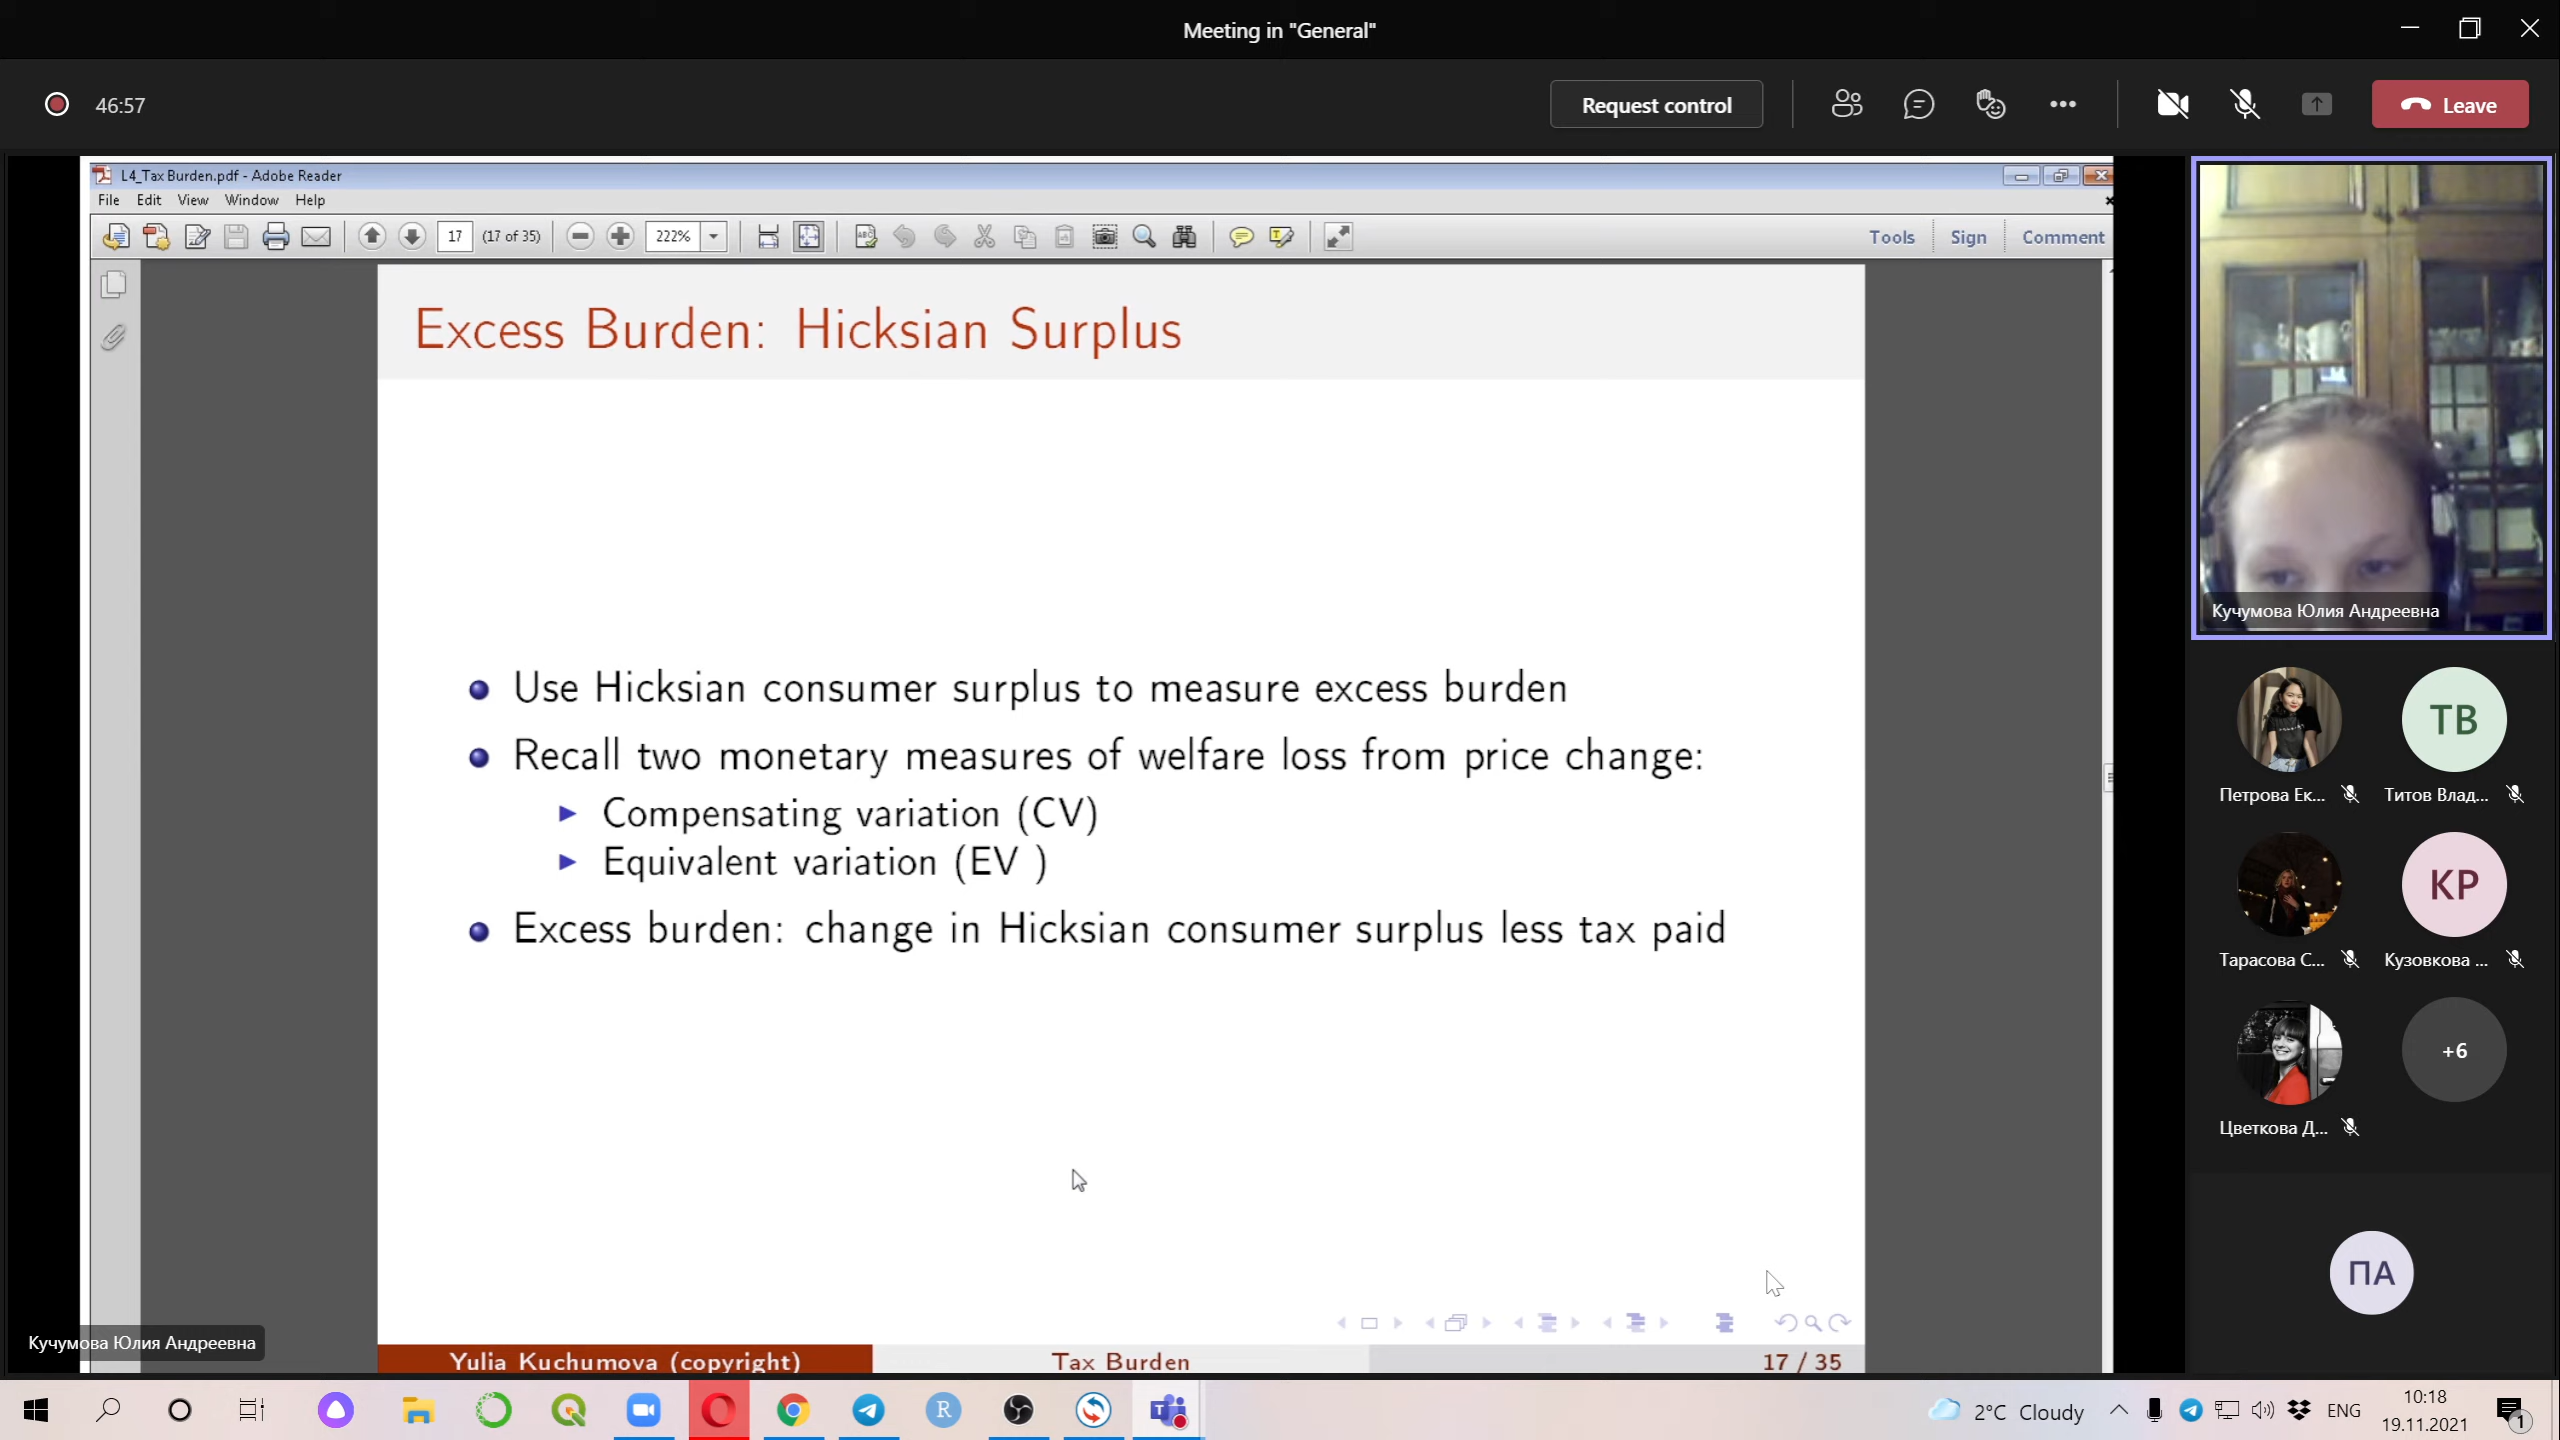 Meeting in "General"
46:57
Request control
Leave
L4_Tax Burden.pdf - Adobe Reader
File Edit View Window Help
17 (17 of 35) 222% Tools Sign Comment
Excess Burden: Hicksian Surplus
Use Hicksian consumer surplus to measure excess burden
Recall two monetary measures of welfare loss from price change:
Compensating variation (CV)
Equivalent variation (EV )
Excess burden: change in Hicksian consumer surplus less tax paid
Yulia Kuchumova (copyright) Tax Burden 17 / 35
Кучумова Юлия Андреевна
Кучумова Юлия Андреевна
ТВ
Петрова Ек... Титов Влад...
КР
Тарасова С... Кузовкова ...
+6
Цветкова Д...
ПА
2°C Cloudy
ENG
10:18
19.11.2021
1